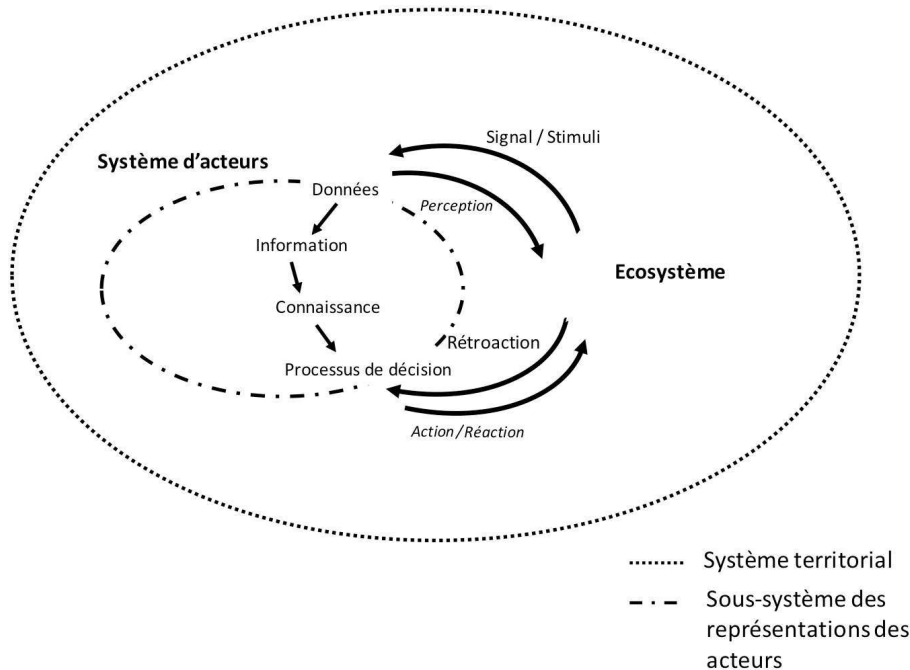 Signal / Stimuli
Système d'acteurs
Données
Perception
Information
Ecosystème
Connaissance
Rétroaction
Processus de décision
Action / Réaction
Système territorial
Sous-système des
représentations des
acteurs